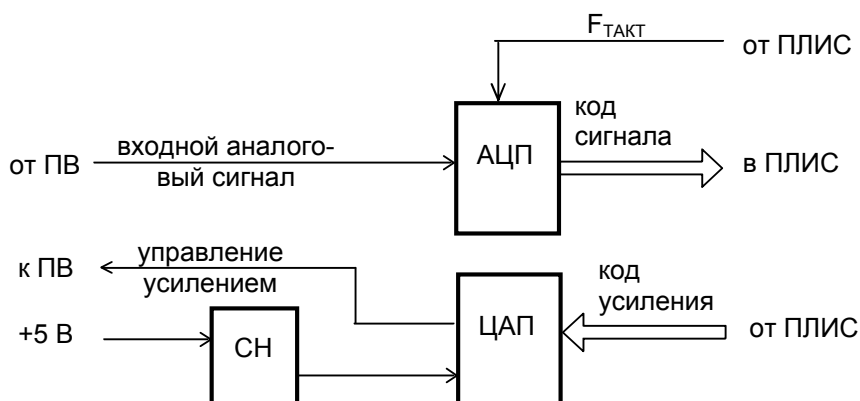 F_ТАКТ
от ПЛИС
код
сигнала
от ПВ
входной аналого-
вый сигнал
АЦП
в ПЛИС
к ПВ
управление
усилением
код
усиления
+5 В
СН
ЦАП
от ПЛИС